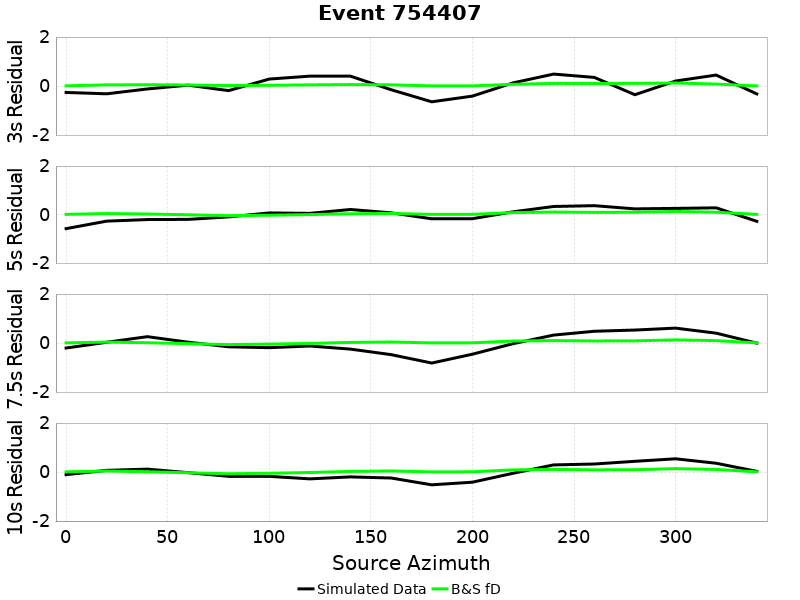 Event 754407
3s Residual
2
0
-2
5s Residual
2
0
-2
7.5s Residual
2
0
-2
10s Residual
2
0
-2
0 50 100 150 200 250 300
Source Azimuth
Simulated Data B&S fD